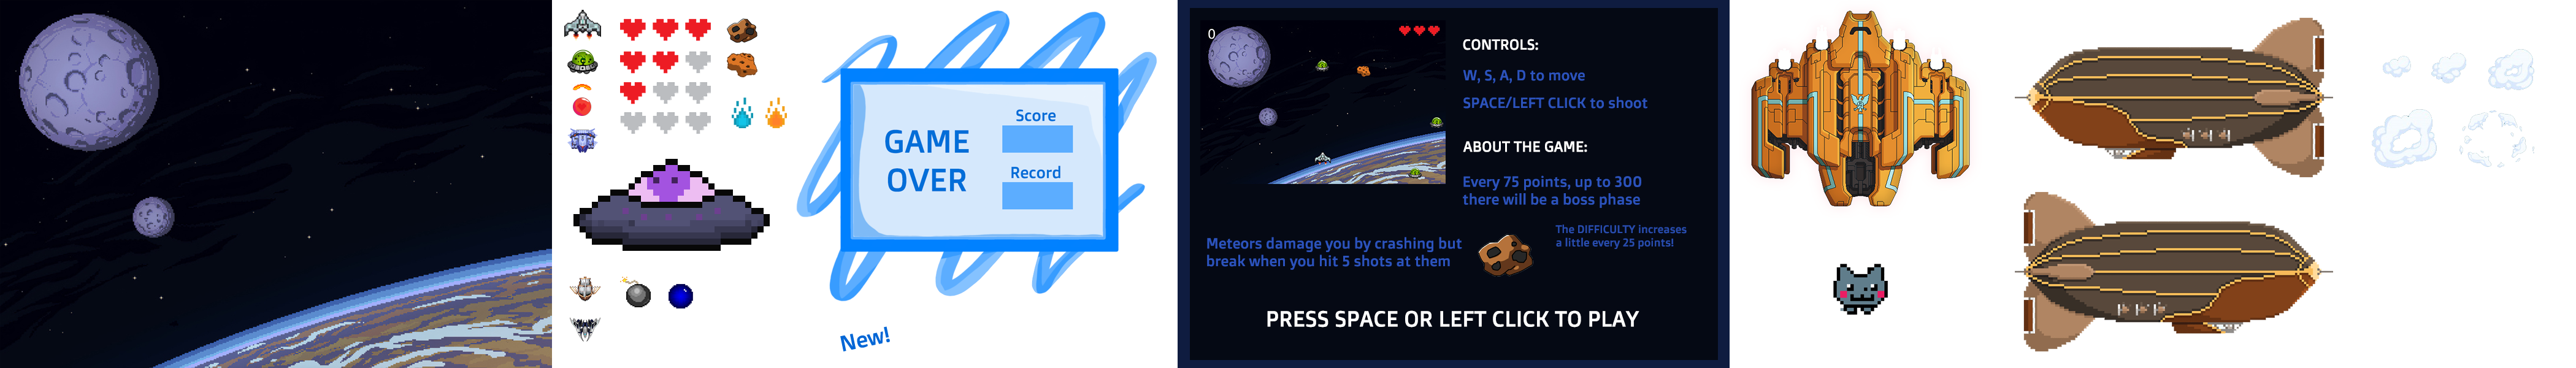 GAME
OVER
Score
Record
New!
0
CONTROLS:
W, S, A, D to move
SPACE/LEFT CLICK to shoot
ABOUT THE GAME:
Every 75 points, up to 300
there will be a boss phase
The DIFFICULTY increases
a little every 25 points!
Meteors damage you by crashing but
break when you hit 5 shots at them
PRESS SPACE OR LEFT CLICK TO PLAY